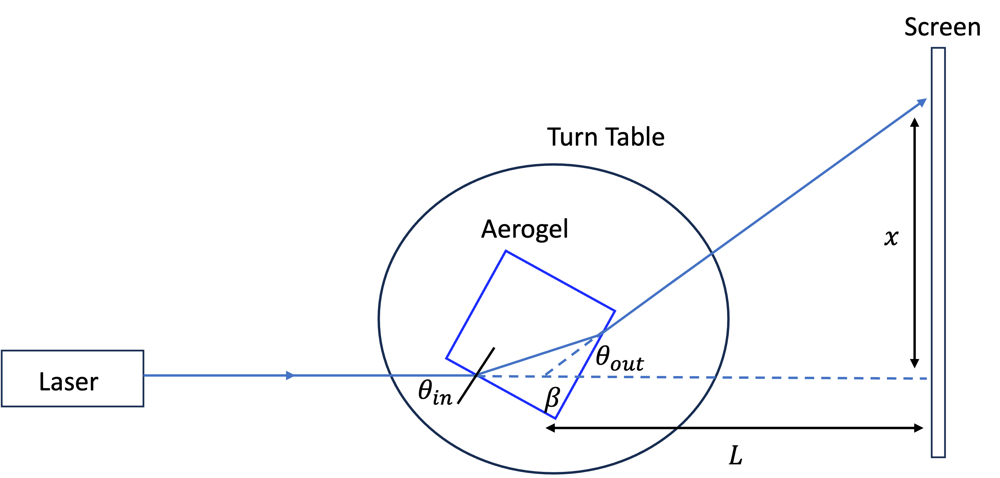 Screen
Turn Table
Aerogel
x
Laser
θin
θout
β
L